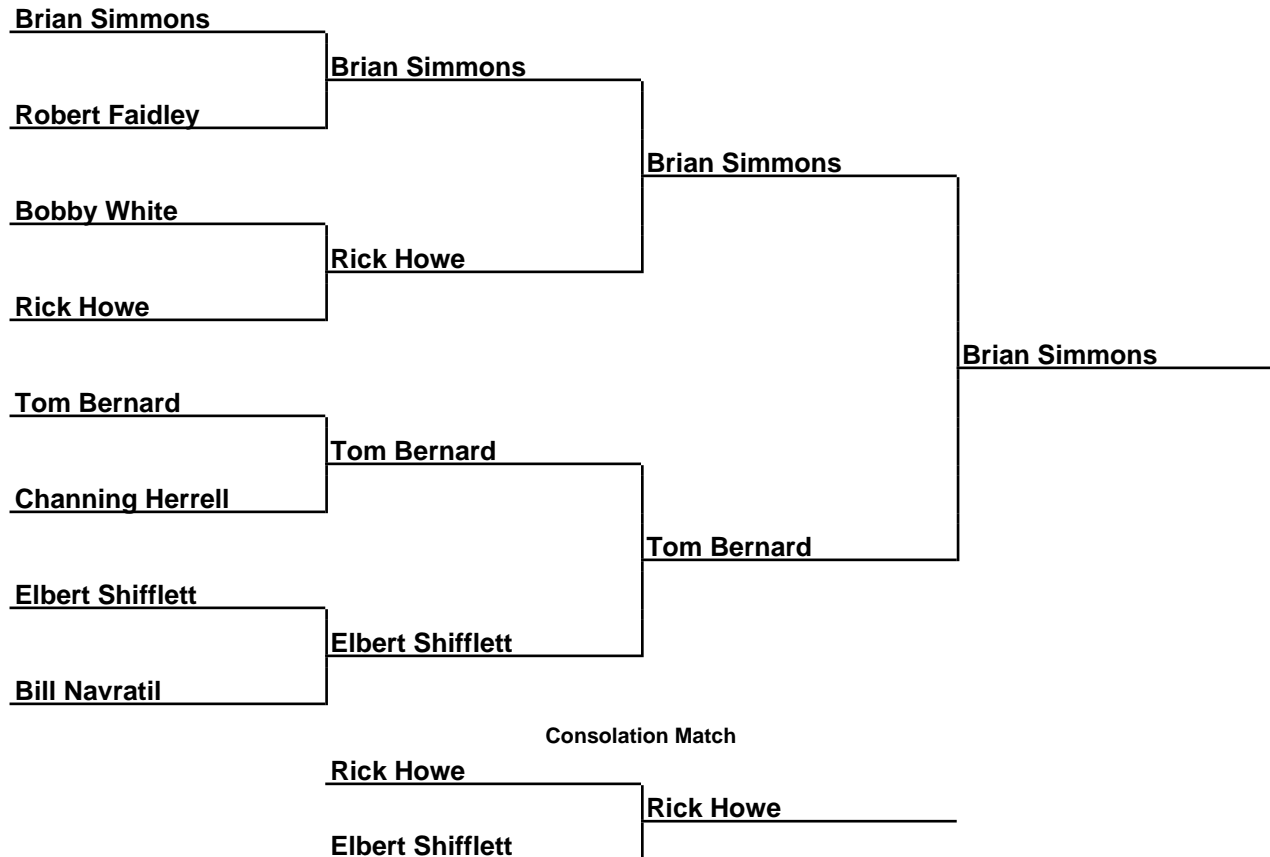 Brian Simmons
Brian Simmons
Robert Faidley
Brian Simmons
Bobby White
Rick Howe
Rick Howe
Brian Simmons
Tom Bernard
Tom Bernard
Channing Herrell
Tom Bernard
Elbert Shifflett
Elbert Shifflett
Bill Navratil
Consolation Match
Rick Howe
Rick Howe
Elbert Shifflett